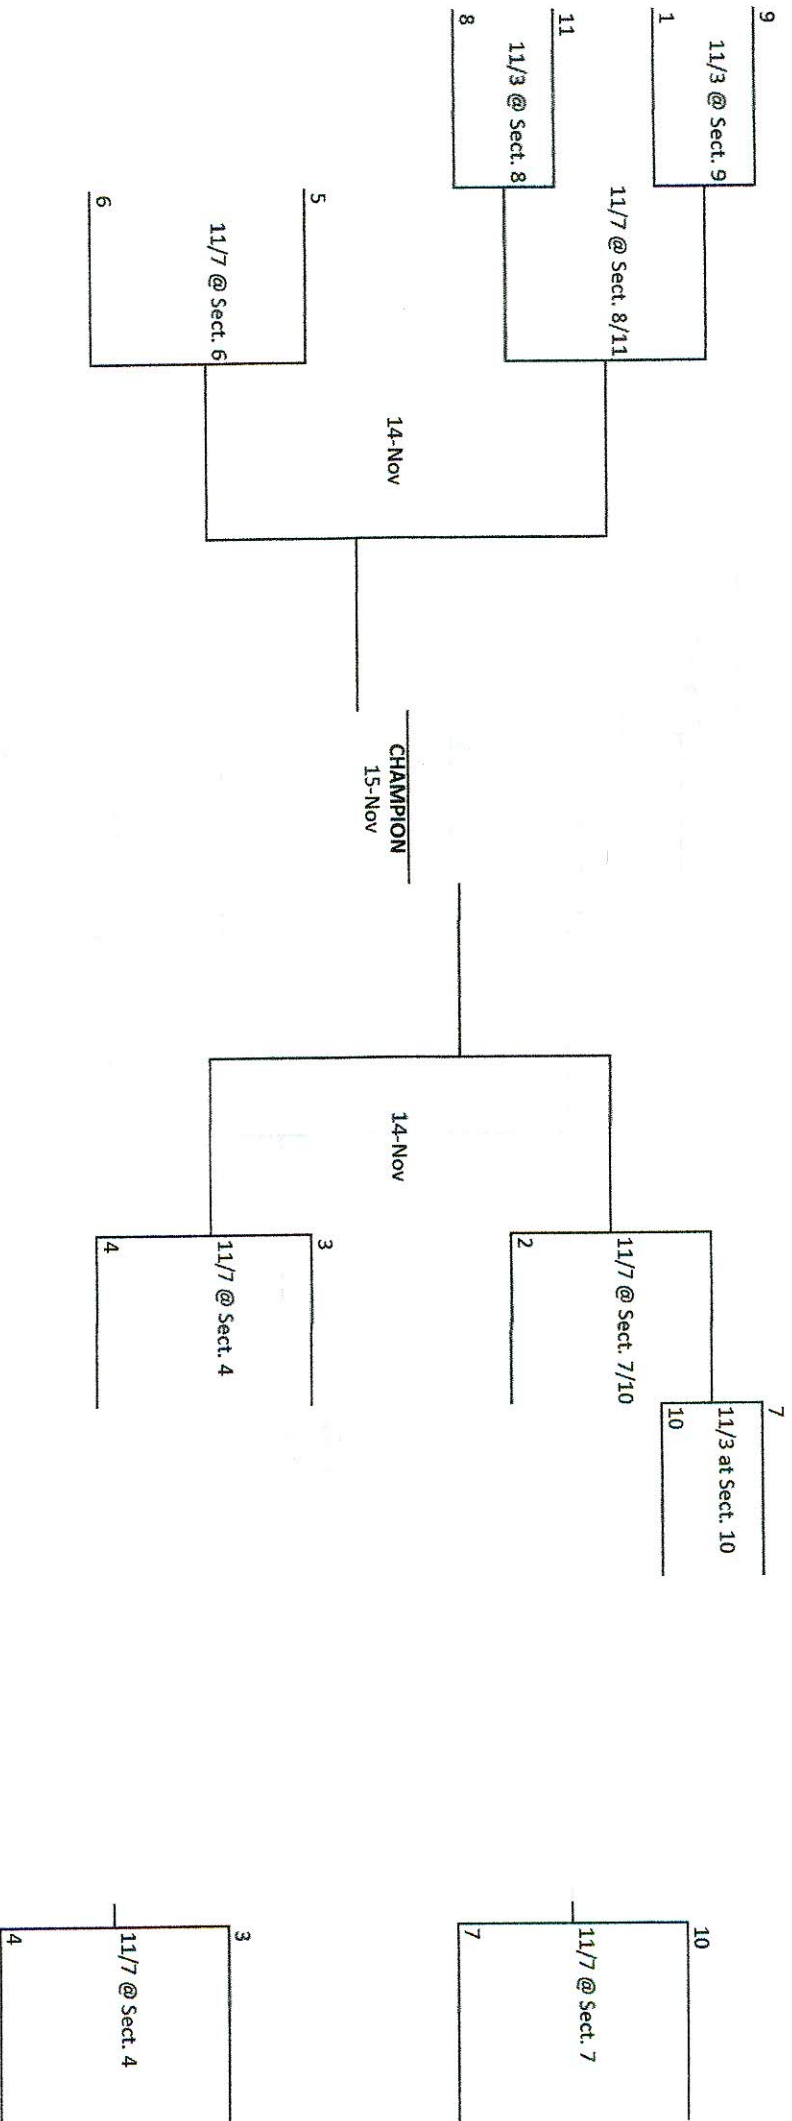 9
11/3 @ Sect. 9
1
11/7 @ Sect. 8/11
11
11/3 @ Sect. 8
8
14-Nov
5
11/7 @ Sect. 6
6
CHAMPION
15-Nov
7
11/3 at Sect. 10
10
11/7 @ Sect. 7/10
2
14-Nov
3
11/7 @ Sect. 4
4
10
11/7 @ Sect. 7
7
3
11/7 @ Sect. 4
4